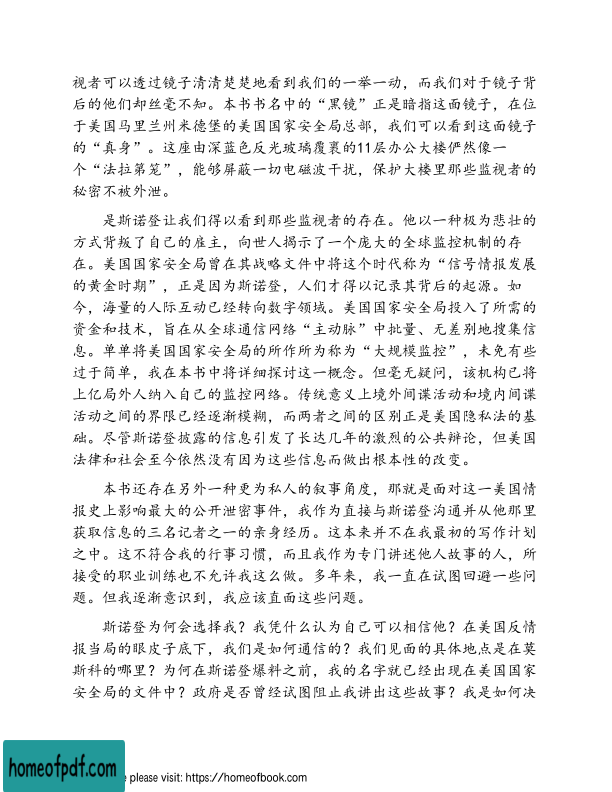 视者可以透过镜子清清楚楚地看到我们的一举一动，而我们对于镜子背
后的他们却丝毫不知。本书书名中的“黑镜”正是暗指这面镜子，在位
于美国马里兰州米德堡的美国国家安全局总部，我们可以看到这面镜子
的“真身”。这座由深蓝色反光玻璃覆裹的11层办公大楼俨然像一
个“法拉第笼”，能够屏蔽一切电磁波干扰，保护大楼里那些监视者的
秘密不被外泄。
是斯诺登让我们得以看到那些监视者的存在。他以一种极为悲壮的
方式背叛了自己的雇主，向世人揭示了一个庞大的全球监控机制的存
在。美国国家安全局曾在其战略文件中将这个时代称为“信号情报发展
的黄金时期”，正是因为斯诺登，人们才得以记录其背后的起源。如
今，海量的人际互动已经转向数字领域。美国国家安全局投入了所需的
资金和技术，旨在从全球通信网络“主动脉”中批量、无差别地搜集信
息。单单将美国国家安全局的所作所为称为“大规模监控”，未免有些
过于简单，我在本书中将详细探讨这一概念。但毫无疑问，该机构已将
上亿局外人纳入自己的监控网络。传统意义上境外间谍活动和境内间谍
活动之间的界限已经逐渐模糊，而两者之间的区别正是美国隐私法的基
础。尽管斯诺登披露的信息引发了长达几年的激烈的公共辩论，但美国
法律和社会至今依然没有因为这些信息而做出根本性的改变。
本书还存在另外一种更为私人的叙事角度，那就是面对这一美国情
报史上影响最大的公开泄密事件，我作为直接与斯诺登沟通并从他那里
获取信息的三名记者之一的亲身经历。这本来并不在我最初的写作计划
之中。这不符合我的行事习惯，而且我作为专门讲述他人故事的人，所
接受的职业训练也不允许我这么做。多年来，我一直在试图回避一些问
题。但我逐渐意识到，我应该直面这些问题。
斯诺登为何会选择我？我凭什么认为自己可以相信他？在美国反情
报当局的眼皮子底下，我们是如何通信的？我们见面的具体地点是在莫
斯科的哪里？为何在斯诺登爆料之前，我的名字就已经出现在美国国家
安全局的文件中？政府是否曾经试图阻止我讲出这些故事？我是如何决
homeofpdf.com
e please visit: https://homeofbook.com